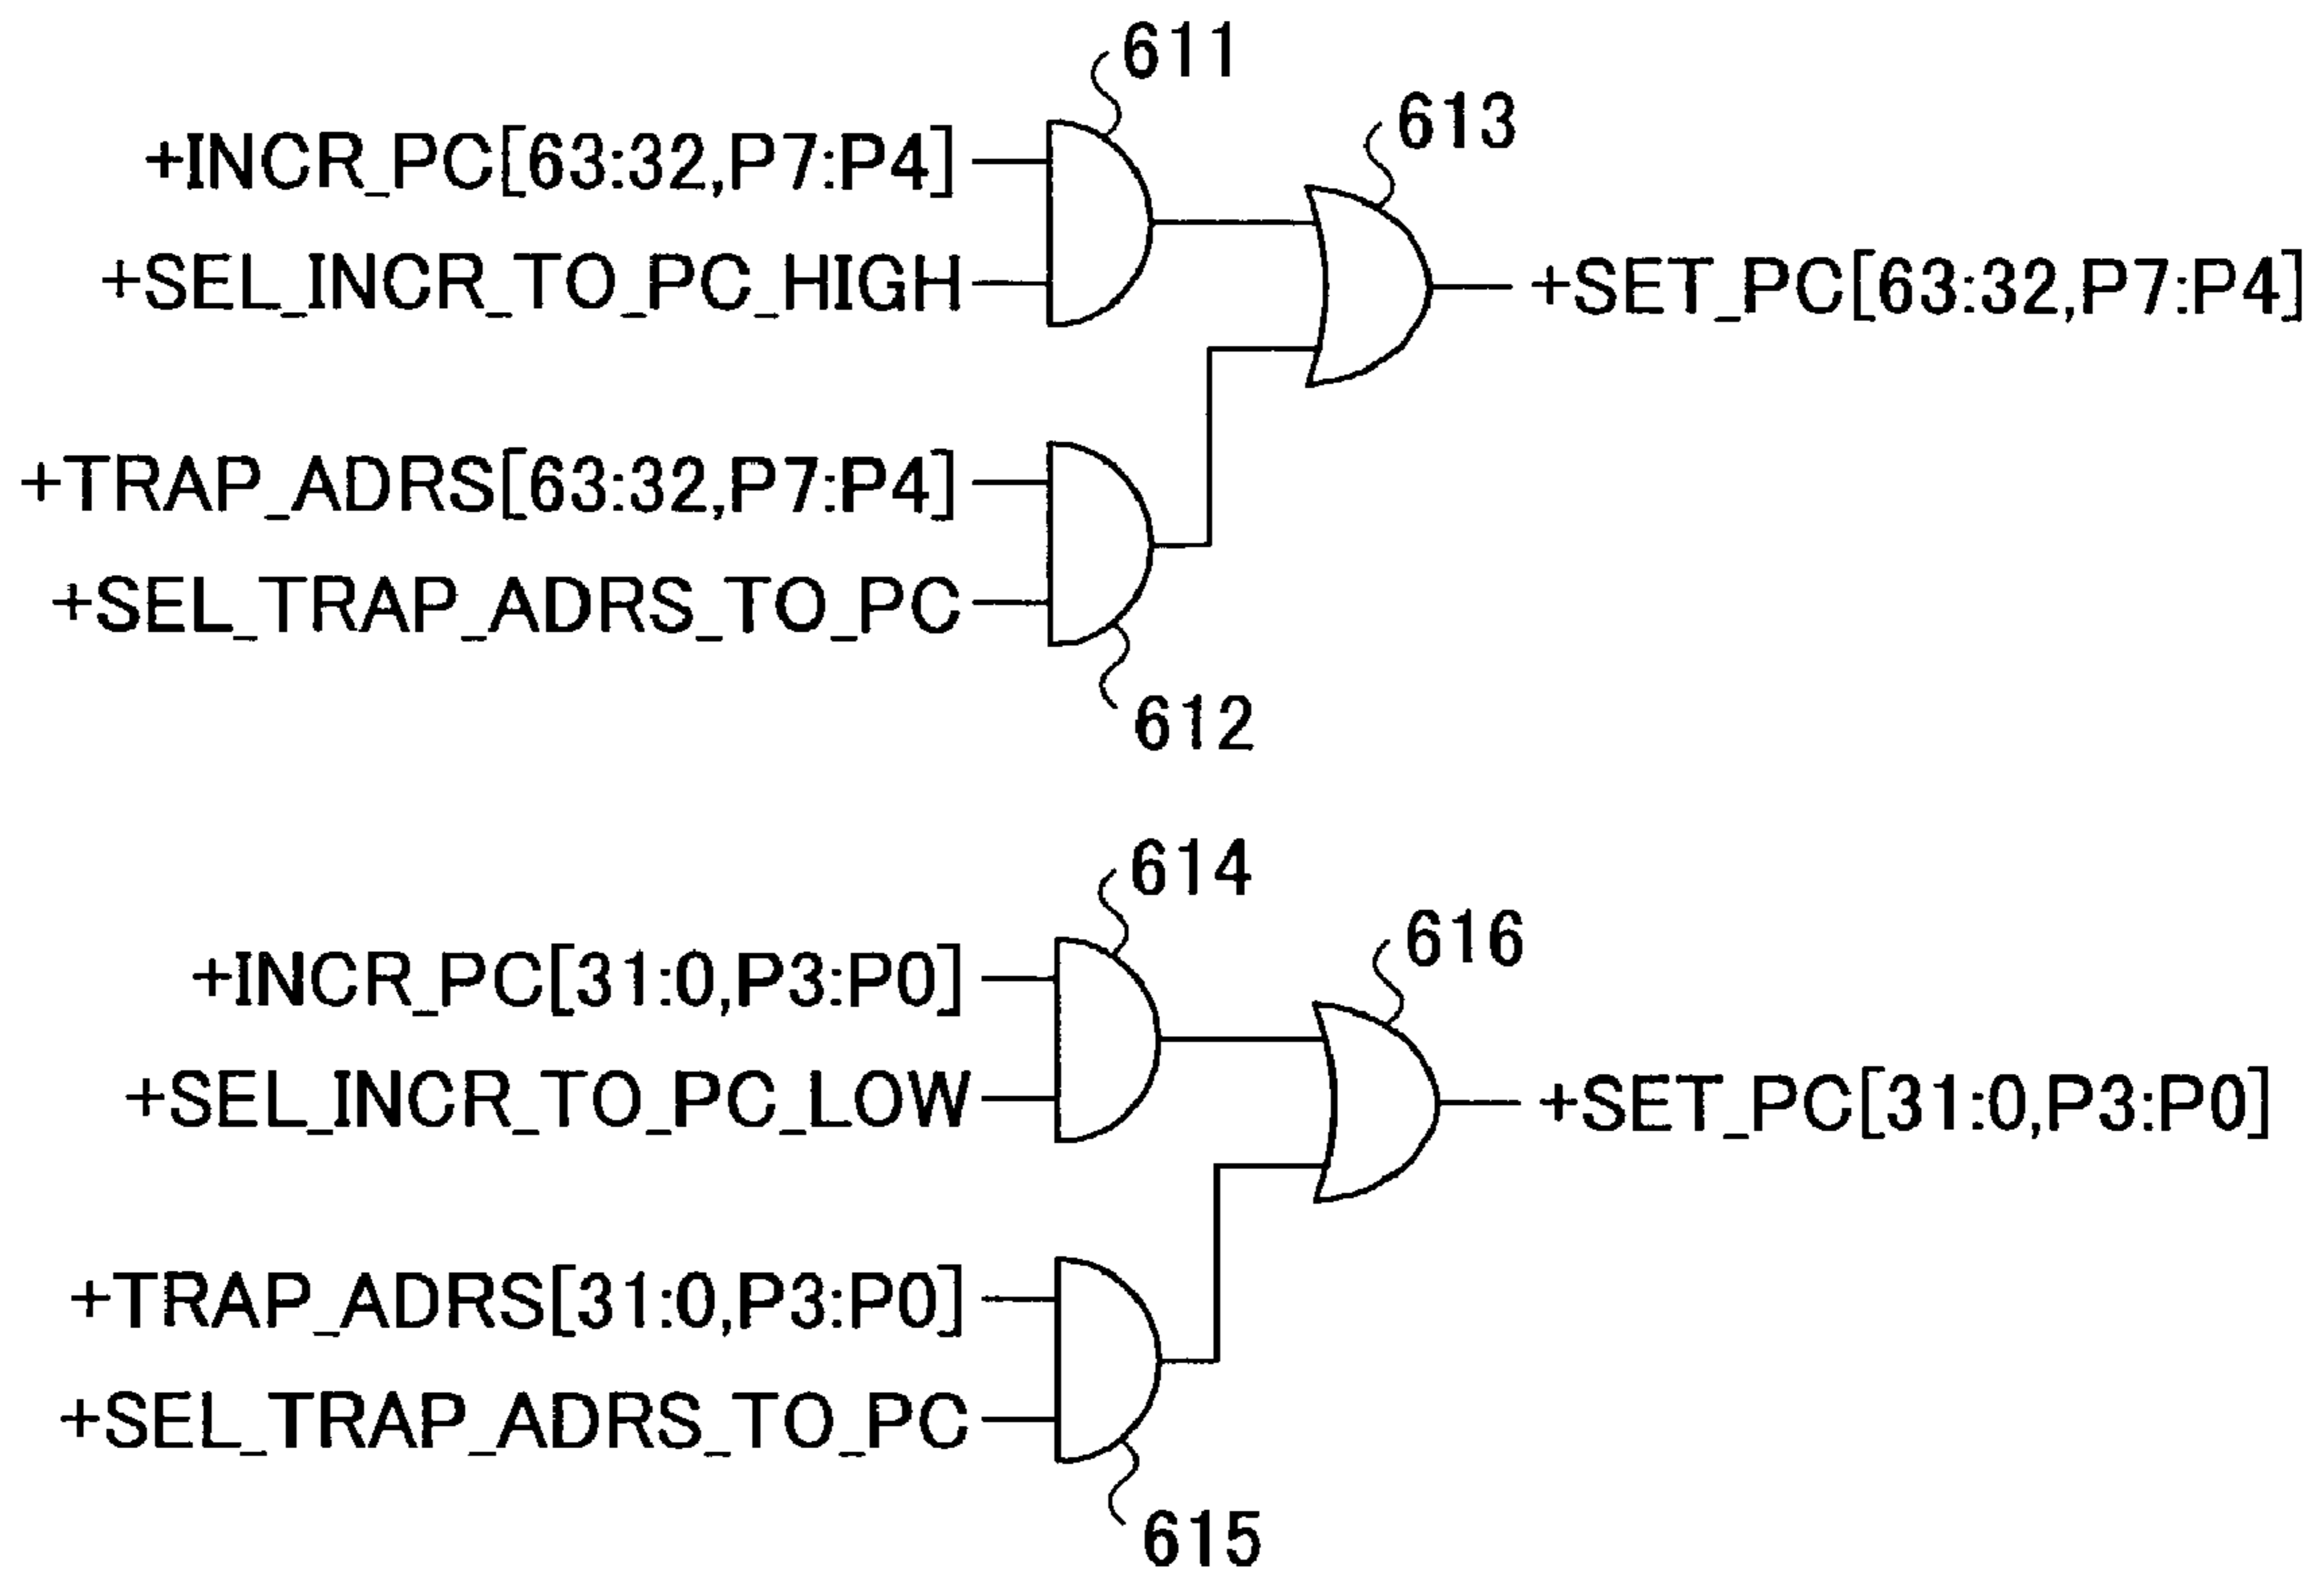 611
613
+INCR_PC[63:32,P7:P4]
+SEL_INCR_TO_PC_HIGH
+SET_PC[63:32,P7:P4]
+TRAP_ADRS[63:32,P7:P4]
+SEL_TRAP_ADRS_TO_PC
612
614
616
+INCR_PC[31:0,P3:P0]
+SEL_INCR_TO_PC_LOW
+SET_PC[31:0,P3:P0]
+TRAP_ADRS[31:0,P3:P0]
+SEL_TRAP_ADRS_TO_PC
615